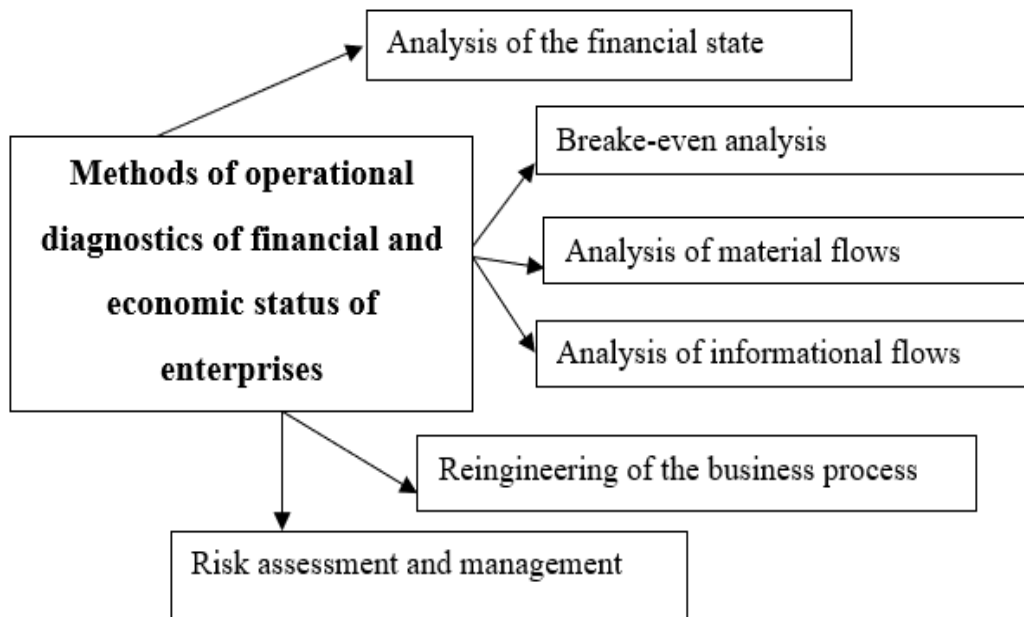 Analysis of the financial state
Breake-even analysis
Methods of operational
diagnostics of financial and
economic status of
enterprises
Analysis of material flows
Analysis of informational flows
Reingineering of the business process
Risk assessment and management